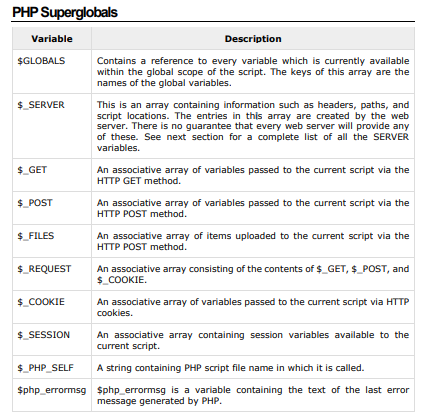 PHP Superglobals
Variable Description
$GLOBALS Contains a reference to every variable which is currently available
within the global scope of the script. The keys of this array are the
names of the global variables.
$_SERVER This is an array containing information such as headers, paths, and
script locations. The entries in this array are created by the web
server. There is no guarantee that every web server will provide any
of these. See next section for a complete list of all the SERVER
variables.
$_GET An associative array of variables passed to the current script via the
HTTP GET method.
$_POST An associative array of variables passed to the current script via the
HTTP POST method.
$_FILES An associative array of items uploaded to the current script via the
HTTP POST method.
$_REQUEST An associative array consisting of the contents of $_GET, $_POST, and
$_COOKIE.
$_COOKIE An associative array of variables passed to the current script via HTTP
cookies.
$_SESSION An associative array containing session variables available to the
current script.
$_PHP_SELF A string containing PHP script file name in which it is called.
$php_errormsg $php_errormsg is a variable containing the text of the last error
message generated by PHP.